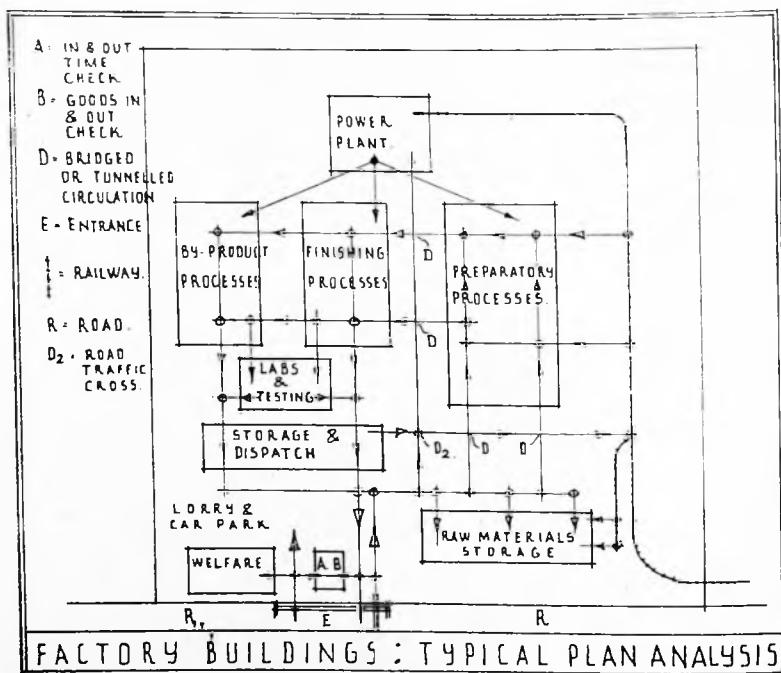 A = IN & OUT
TIME
CHECK
B = GOODS IN
& OUT
CHECK
D = BRIDGED
OR TUNNELLED
CIRCULATION
E = ENTRANCE
= RAILWAY.
R = ROAD.
D2 = ROAD
TRAFFIC
CROSS.
POWER
PLANT.
BY-PRODUCT
PROCESSES
FINISHING
PROCESSES
PREPARATORY
PROCESSES.
D
D
LABS
&
TESTING
STORAGE &
DISPATCH
D2.
D
D
LORRY &
CAR PARK
WELFARE
A B
RAW MATERIALS
STORAGE
R
E
R
FACTORY BUILDINGS : TYPICAL PLAN ANALYSIS